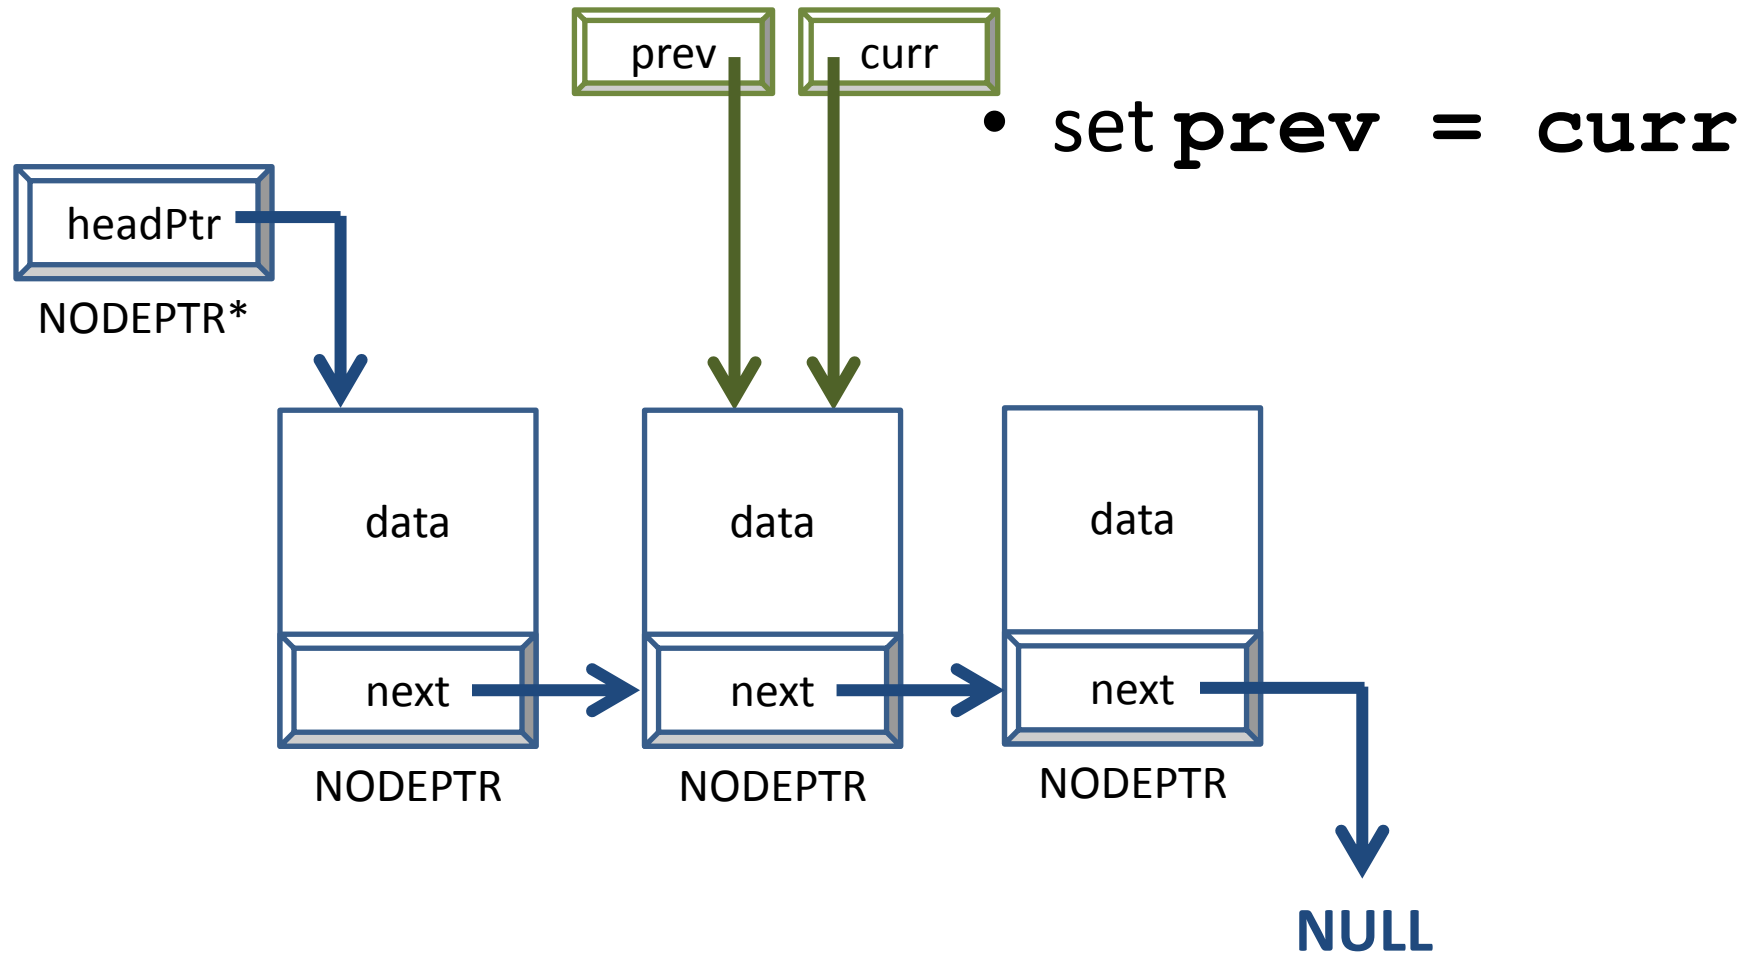 prev
curr
• set prev = curr
headPtr
NODEPTR*
data
data
data
next
next
next
NODEPTR
NODEPTR
NODEPTR
NULL